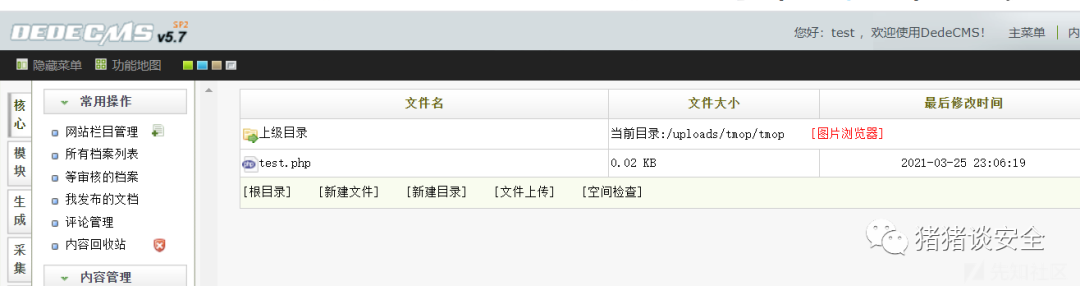 DEDECMS v5.7 SP2
您好：test ，欢迎使用DedeCMS！ 主菜单
隐藏菜单 功能地图
核心
模块
生成
采集
常用操作
网站栏目管理
所有档案列表
等审核的档案
我发布的文档
评论管理
内容回收站
内容管理
文件名 文件大小 最后修改时间
上级目录 当前目录:/uploads/tmop/tmop [图片浏览器]
test.php 0.02 KB 2021-03-25 23:06:19
[根目录] [新建文件] [新建目录] [文件上传] [空间检查]
猪猪谈安全
先知社区